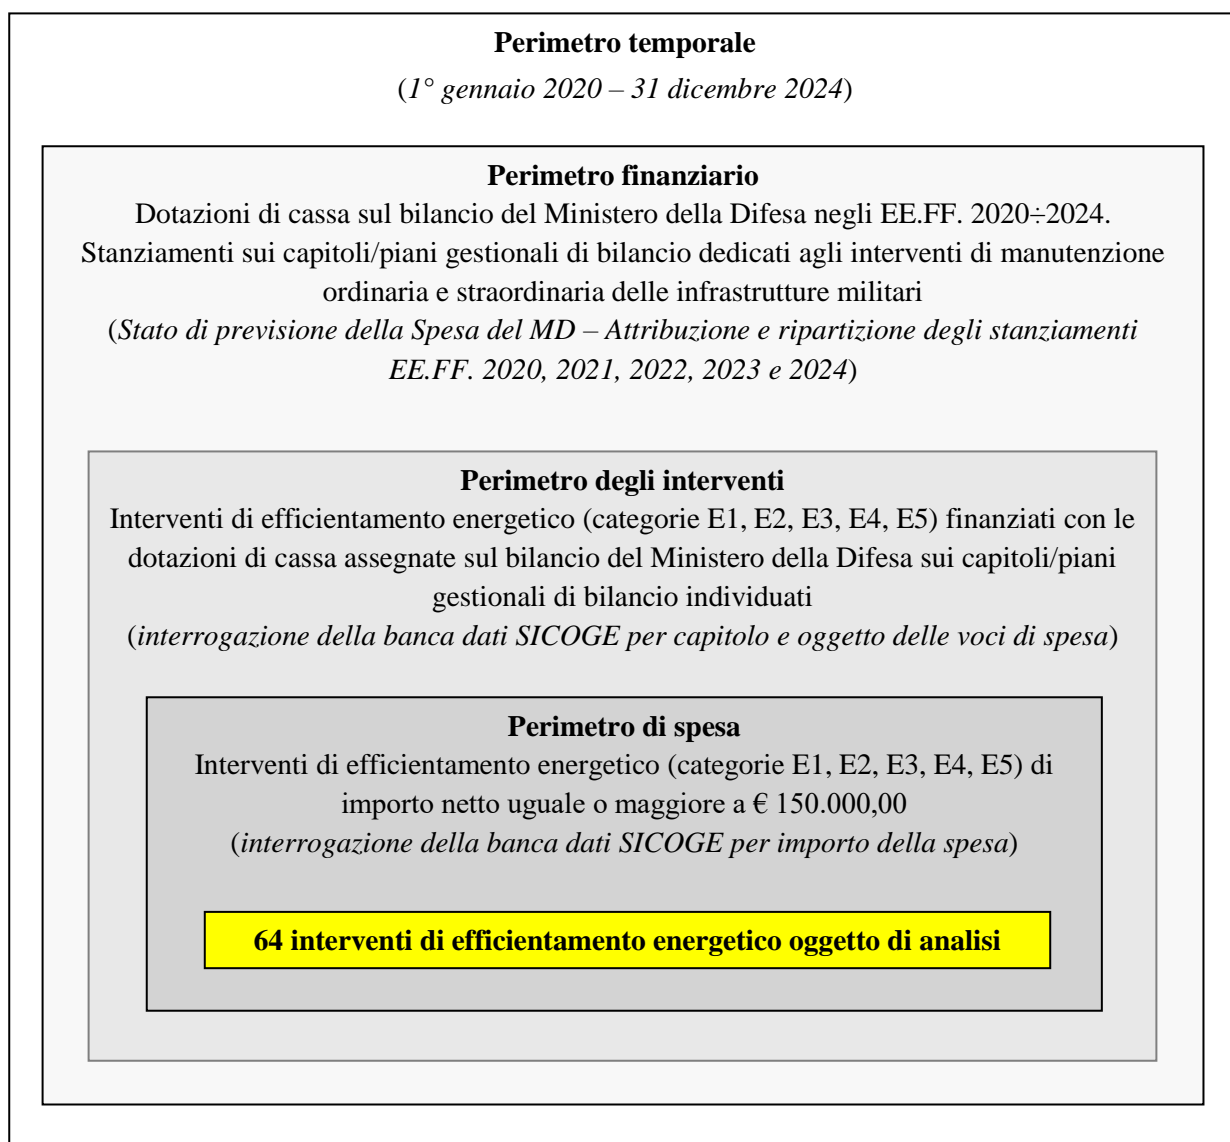 Perimetro temporale
(1° gennaio 2020 – 31 dicembre 2024)
Perimetro finanziario
Dotazioni di cassa sul bilancio del Ministero della Difesa negli EE.FF. 2020÷2024.
Stanziamenti sui capitoli/piani gestionali di bilancio dedicati agli interventi di manutenzione
ordinaria e straordinaria delle infrastrutture militari
(Stato di previsione della Spesa del MD – Attribuzione e ripartizione degli stanziamenti
EE.FF. 2020, 2021, 2022, 2023 e 2024)
Perimetro degli interventi
Interventi di efficientamento energetico (categorie E1, E2, E3, E4, E5) finanziati con le
dotazioni di cassa assegnate sul bilancio del Ministero della Difesa sui capitoli/piani
gestionali di bilancio individuati
(interrogazione della banca dati SICOGE per capitolo e oggetto delle voci di spesa)
Perimetro di spesa
Interventi di efficientamento energetico (categorie E1, E2, E3, E4, E5) di
importo netto uguale o maggiore a € 150.000,00
(interrogazione della banca dati SICOGE per importo della spesa)
64 interventi di efficientamento energetico oggetto di analisi